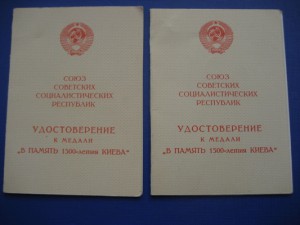 СОЮЗ
СОВЕТСКИХ
СОЦИАЛИСТИЧЕСКИХ
РЕСПУБЛИК
УДОСТОВЕРЕНИЕ
К МЕДАЛИ
„В ПАМЯТЬ 1500-летия КИЕВА“
СОЮЗ
СОВЕТСКИХ
СОЦИАЛИСТИЧЕСКИХ
РЕСПУБЛИК
УДОСТОВЕРЕНИЕ
К МЕДАЛИ
„В ПАМЯТЬ 1500-летия КИЕВА“